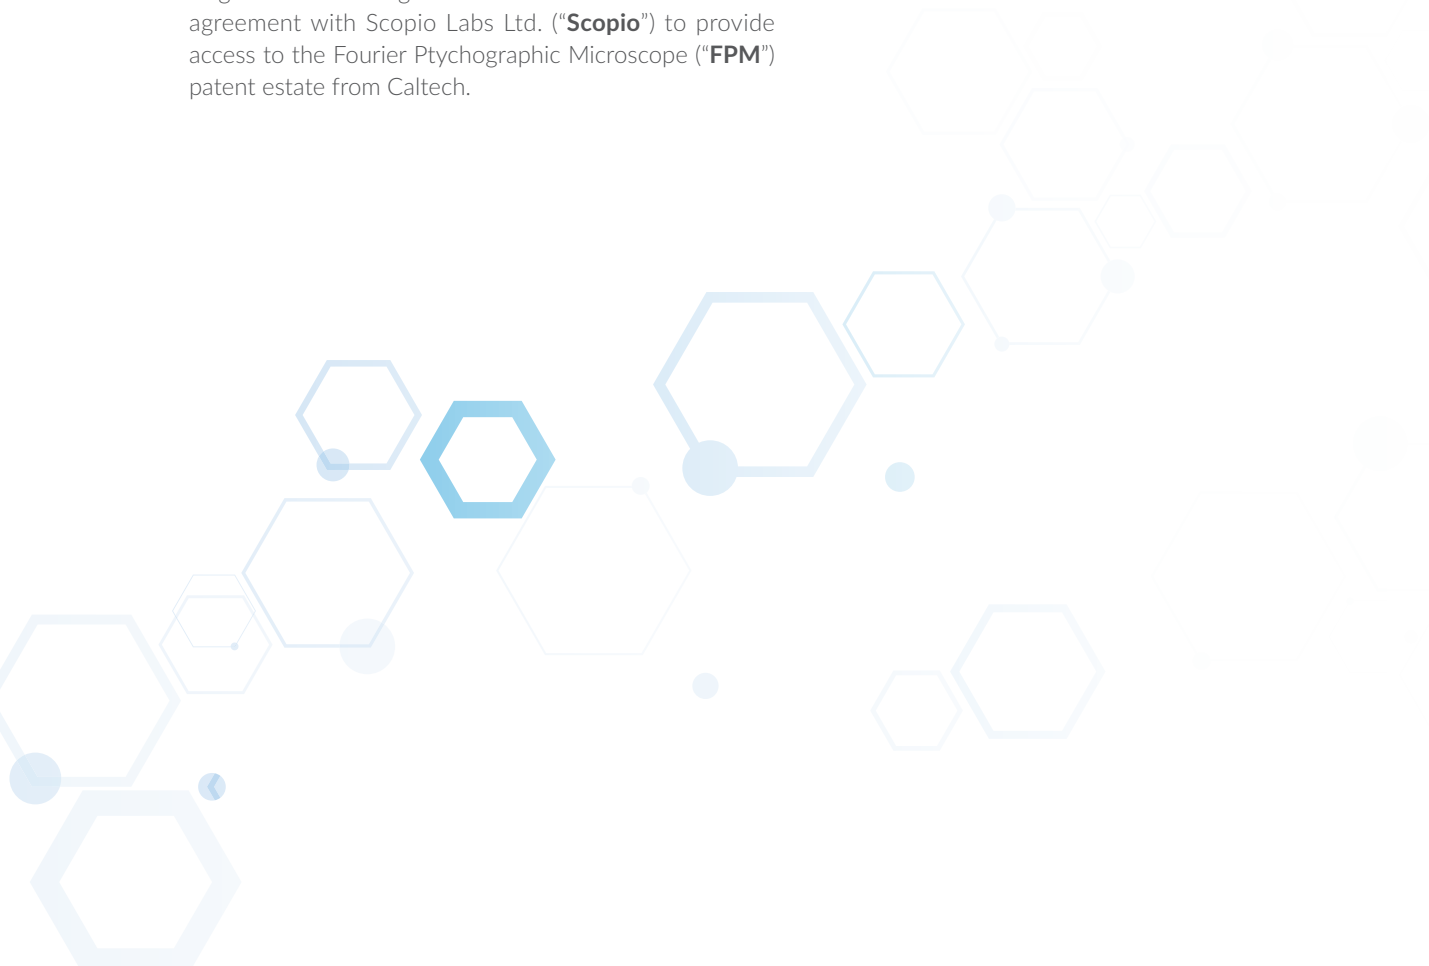 agreement with Scopio Labs Ltd. (“Scopio”) to provide
access to the Fourier Ptychographic Microscope (“FPM”)
patent estate from Caltech.